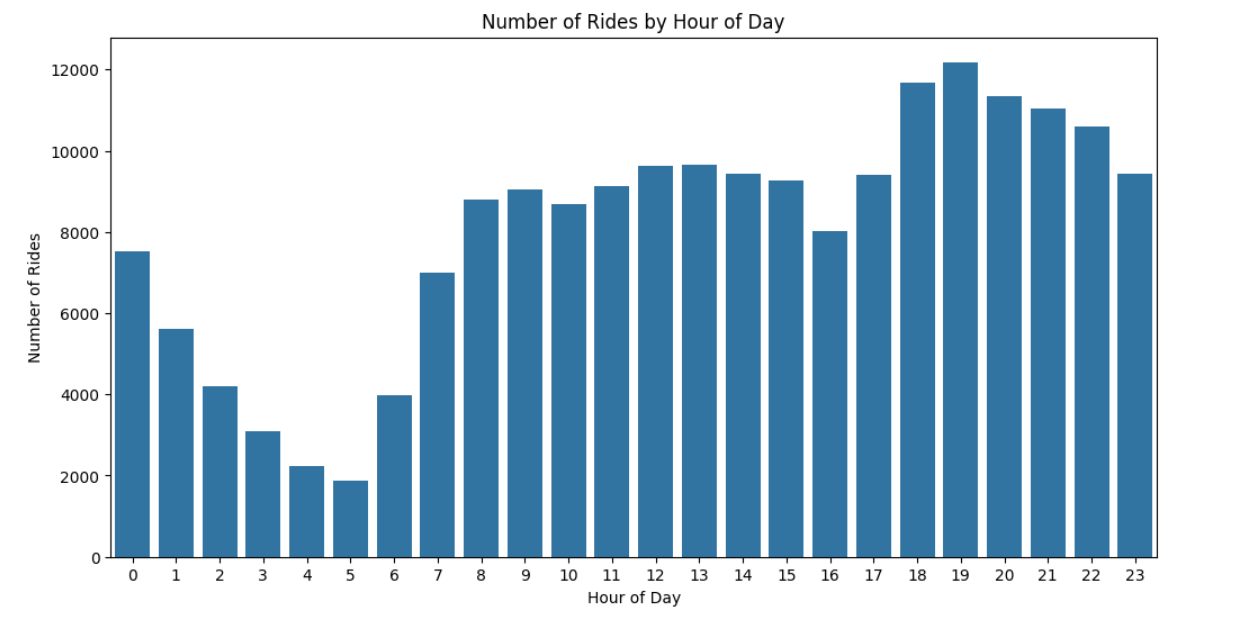 Number of Rides by Hour of Day
12000
10000
8000
6000
4000
2000
0
Number of Rides
0 1 2 3 4 5 6 7 8 9 10 11 12 13 14 15 16 17 18 19 20 21 22 23
Hour of Day